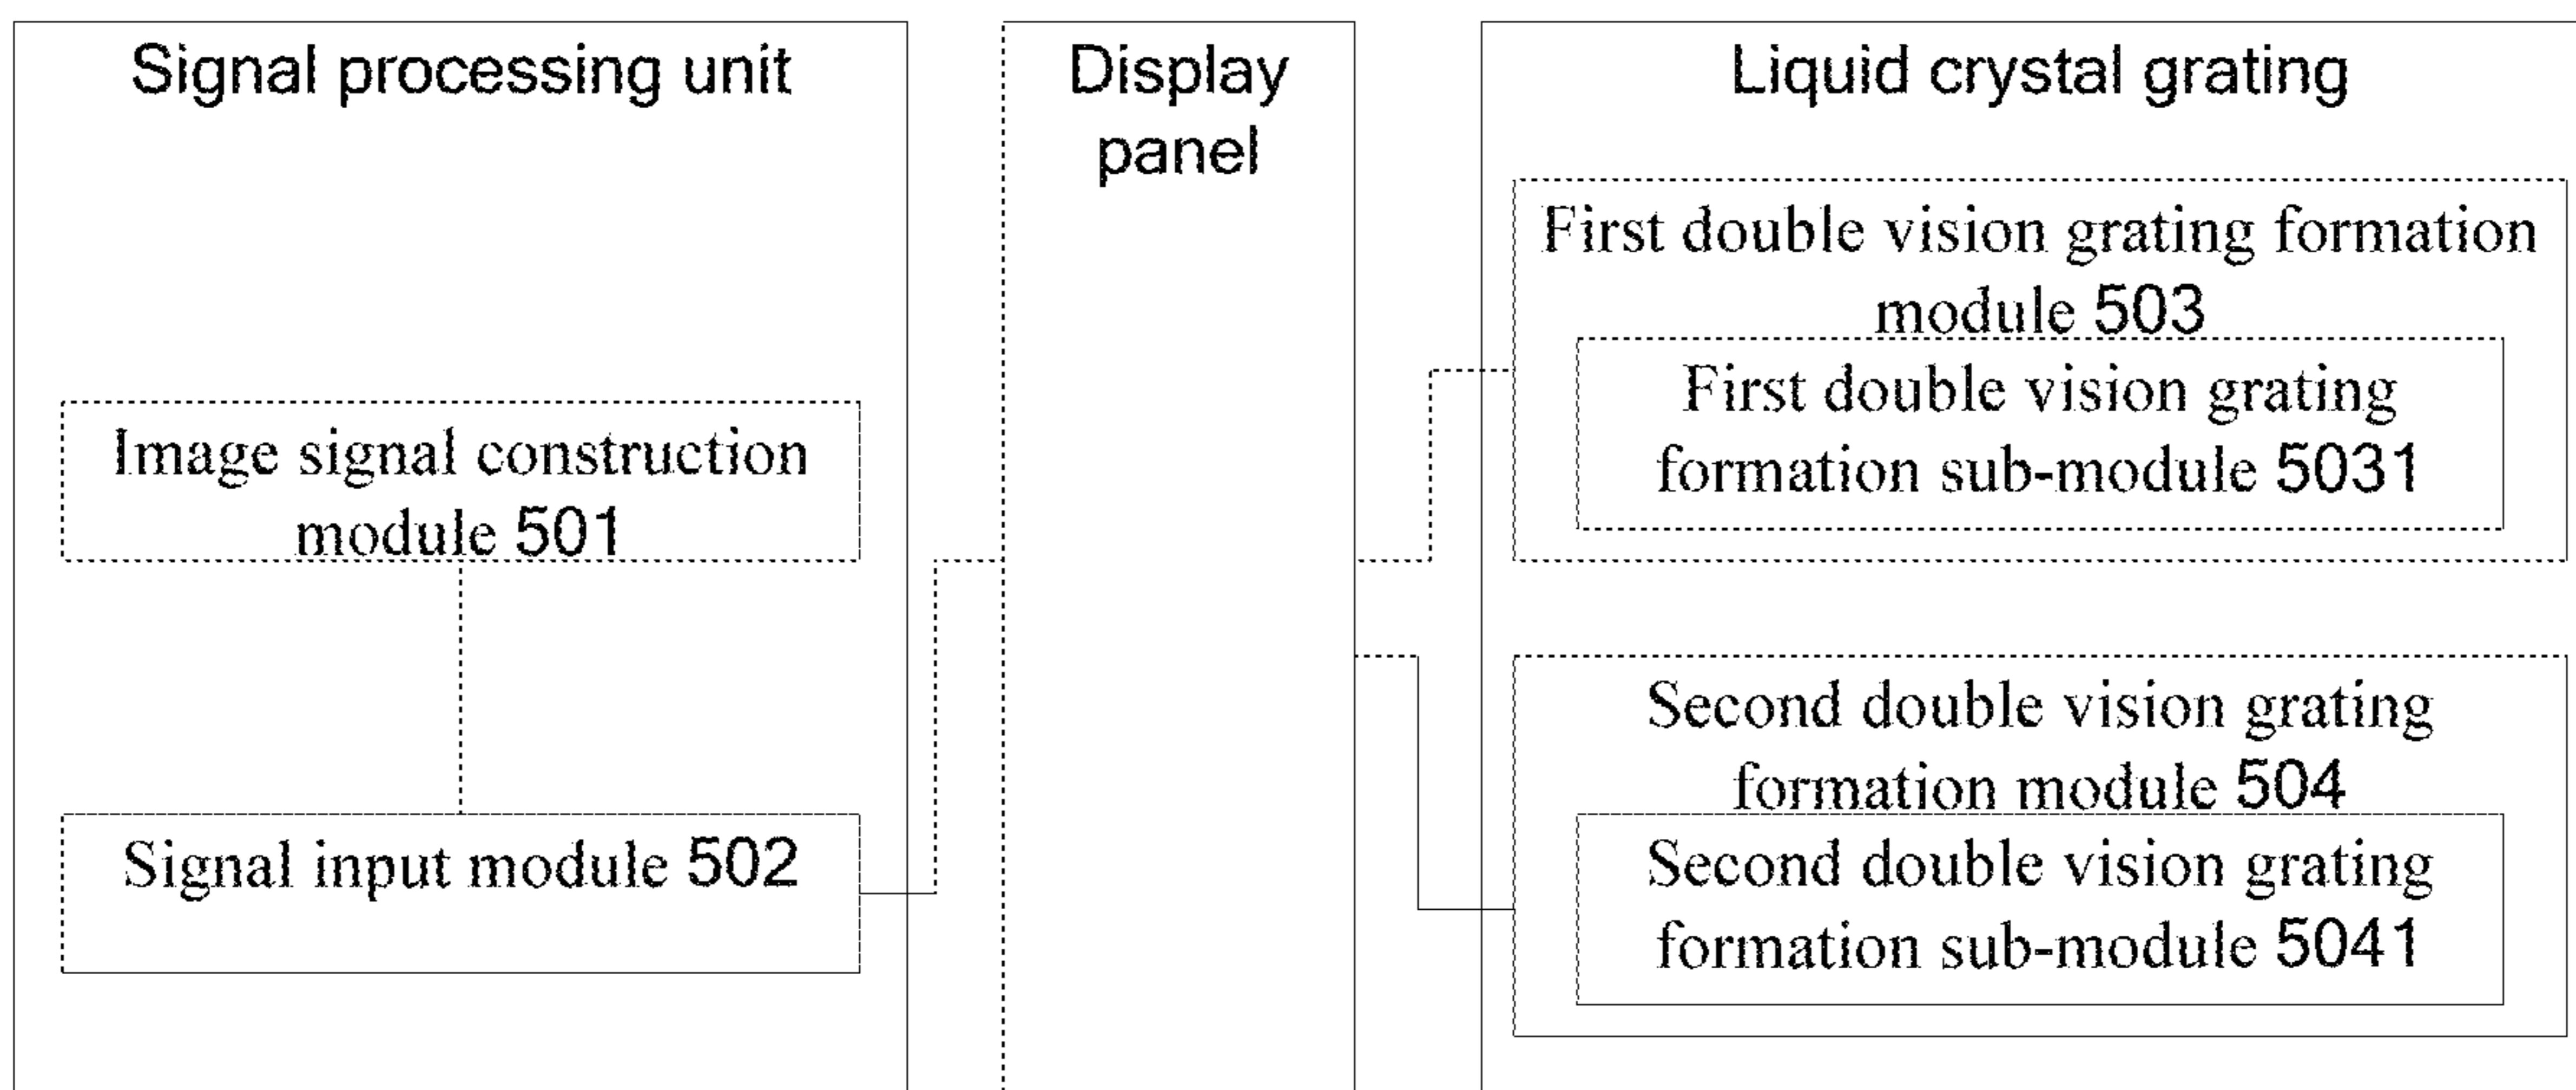 Signal processing unit
Image signal construction
module 501
Signal input module 502
Display
panel
Liquid crystal grating
First double vision grating formation
module 503
First double vision grating
formation sub-module 5031
Second double vision grating
formation module 504
Second double vision grating
formation sub-module 5041